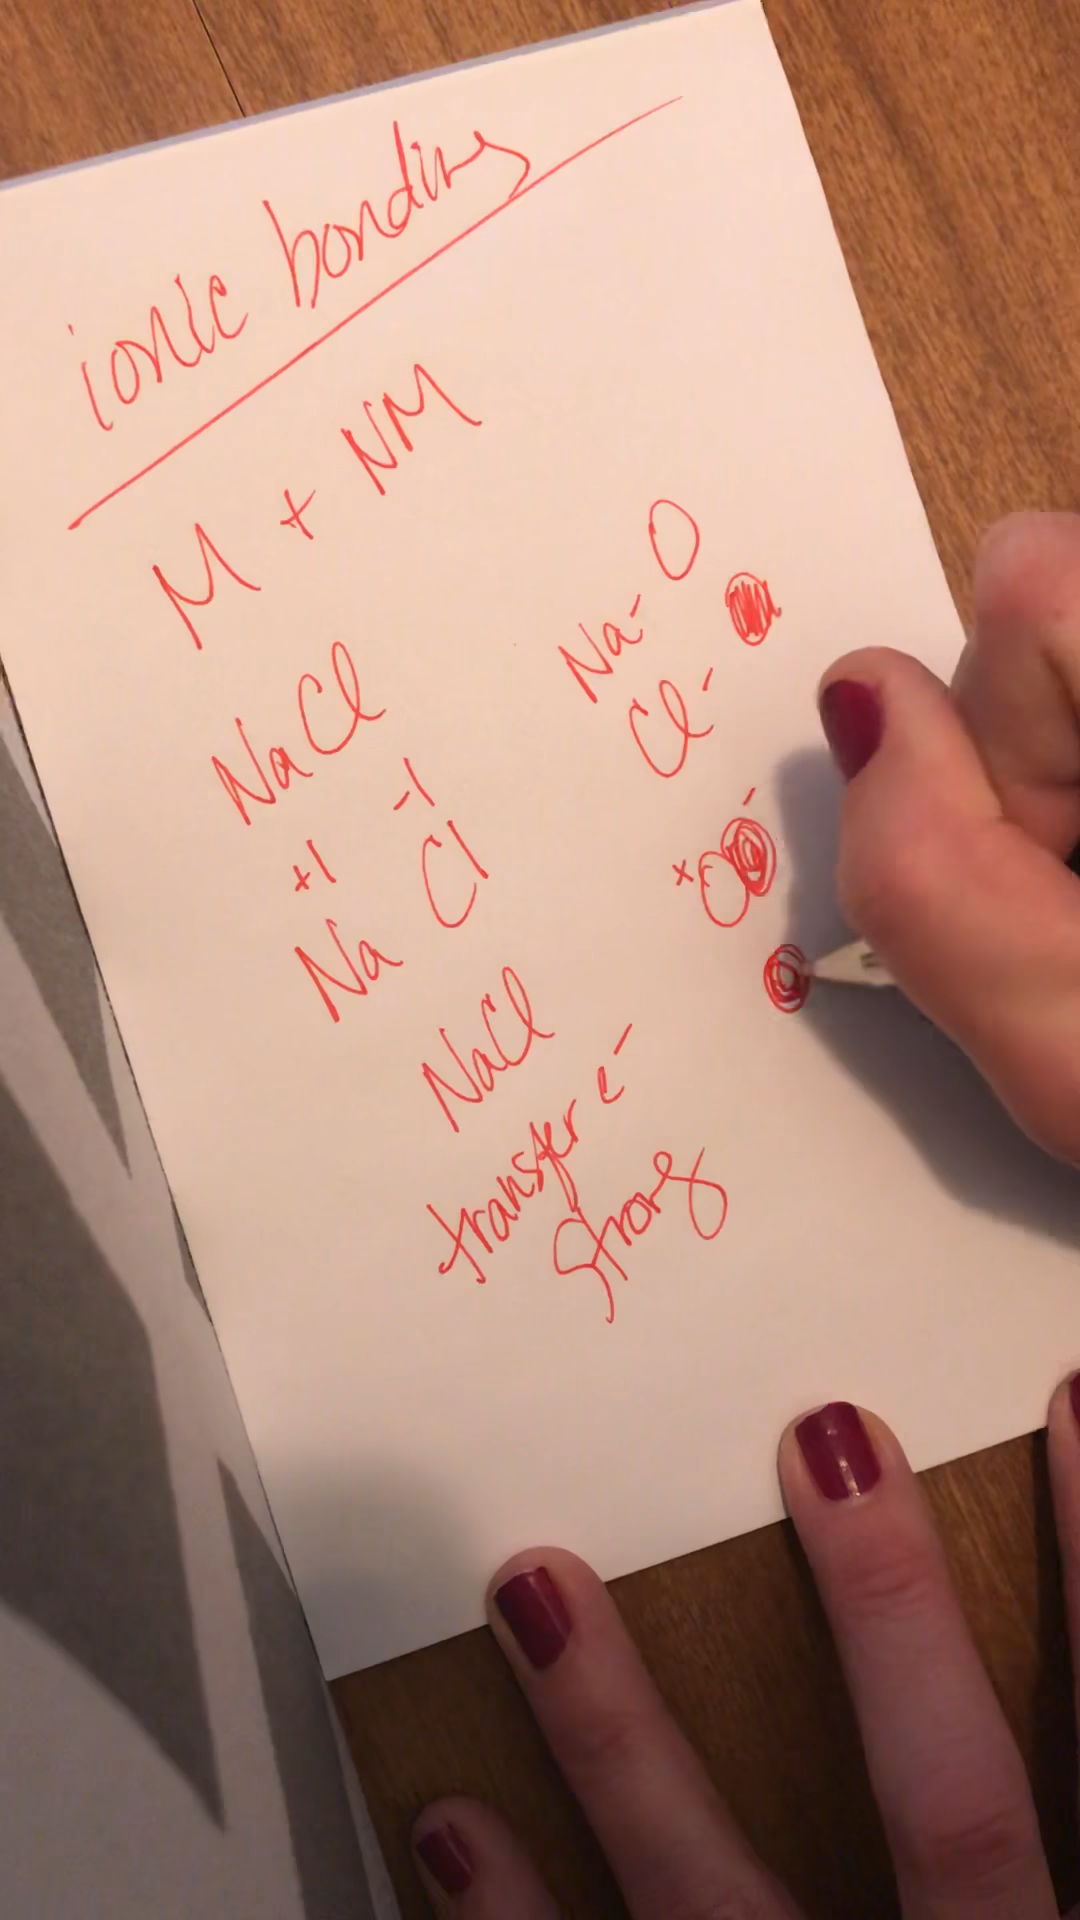 ionic bonding
M + NM
NaCl
+1 -1
Na Cl
NaCl
transfer e-
strong
Na-
Cl-
+ -